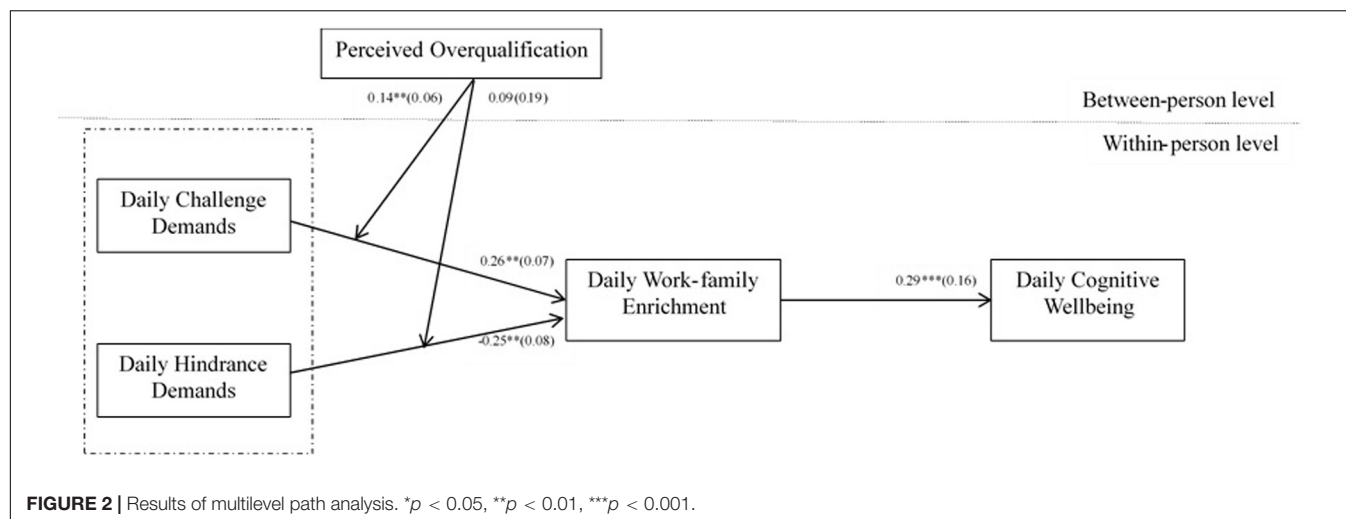 Perceived Overqualification
0.14**(0.06) 0.09(0.19)
Between-person level
Within-person level
Daily Challenge
Demands
0.26**(0.07)
Daily Work-family
Enrichment
0.29***(0.16)
Daily Cognitive
Wellbeing
-0.25**(0.08)
Daily Hindrance
Demands
FIGURE 2 | Results of multilevel path analysis. *p < 0.05, **p < 0.01, ***p < 0.001.